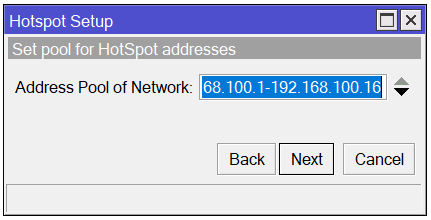 Hotspot Setup
Set pool for HotSpot addresses
Address Pool of Network: 68.100.1-192.168.100.16
Back Next Cancel